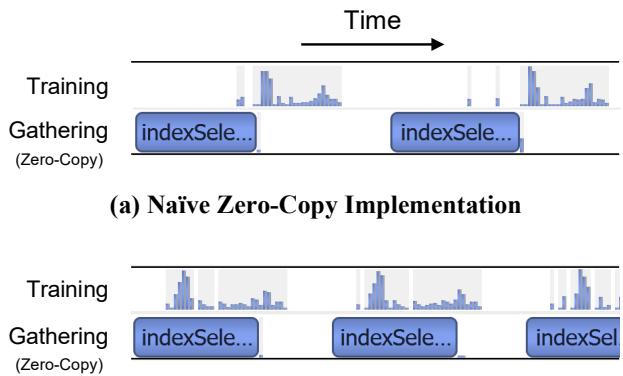 Time
Training
Gathering
(Zero-Copy)
indexSele... indexSele...
(a) Naïve Zero-Copy Implementation
Training
Gathering
(Zero-Copy)
indexSele... indexSele... indexSel